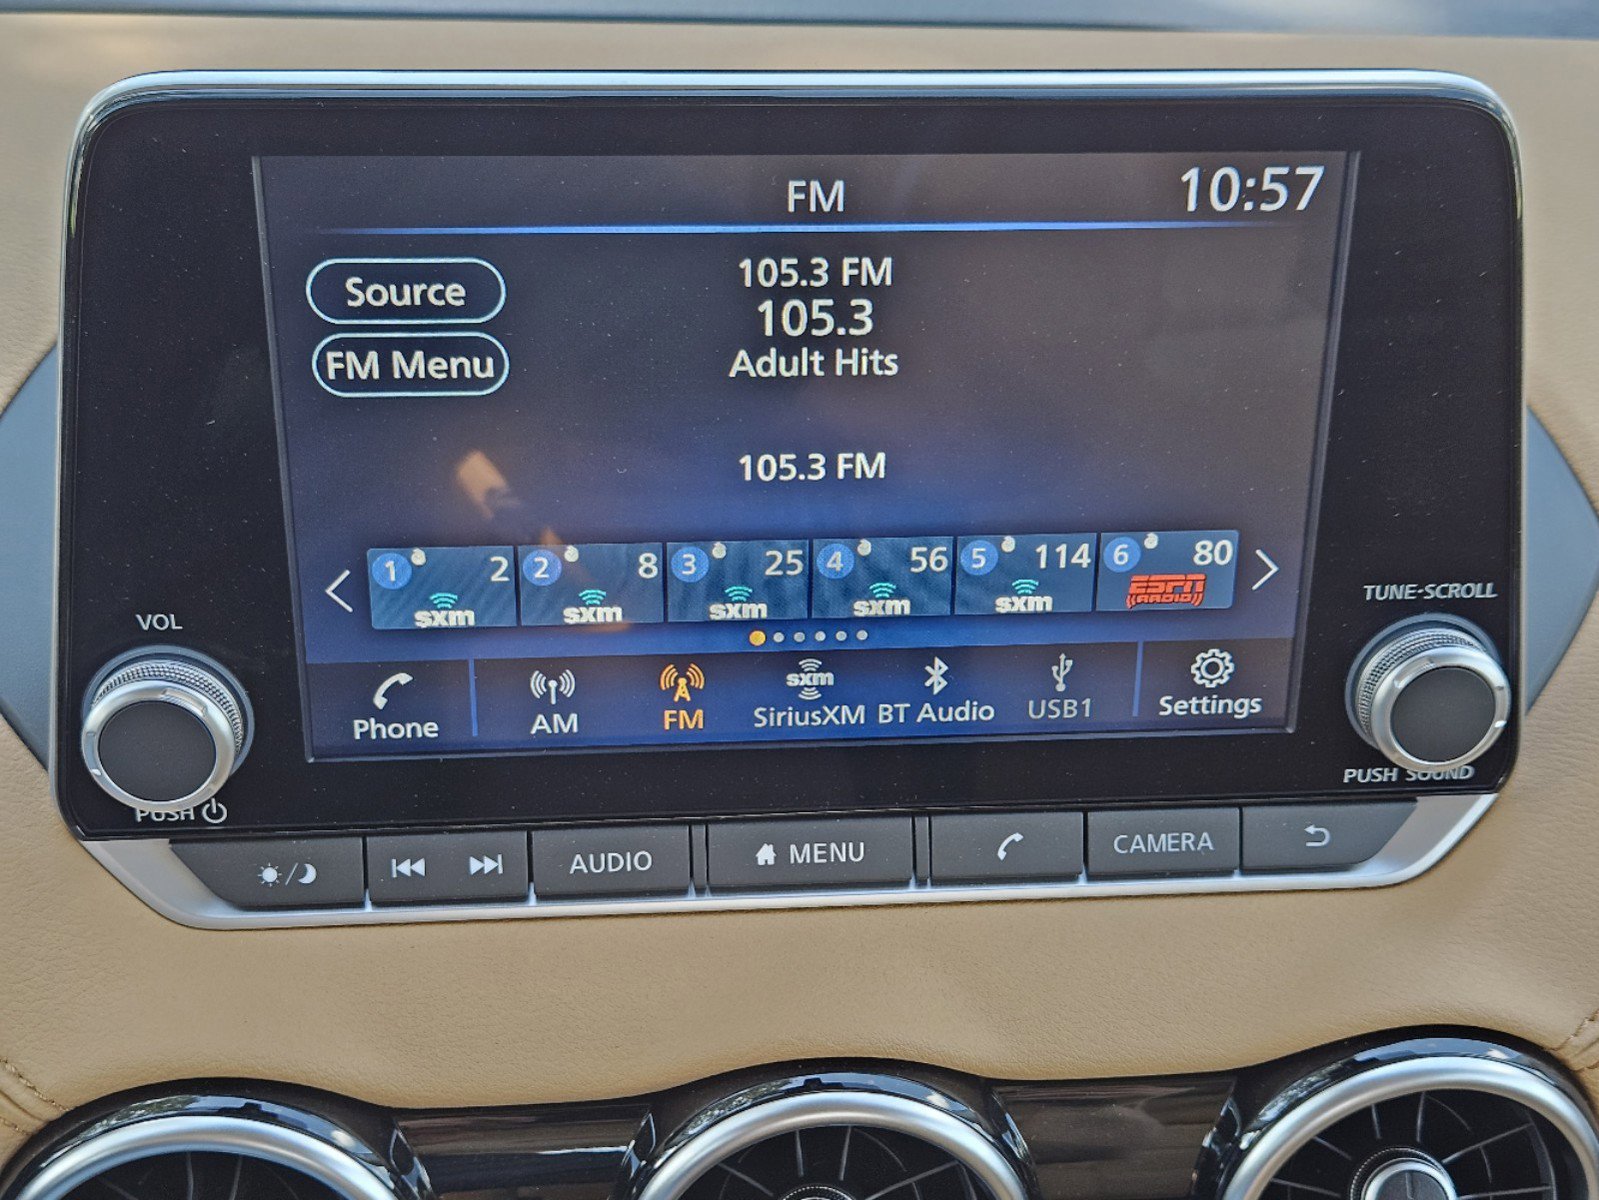 FM
10:57
Source
FM Menu
105.3 FM
105.3
Adult Hits
105.3 FM
1 2 sxm
2 8 sxm
3 25 sxm
4 56 sxm
5 114 sxm
6 80 ESPN RADIO
Phone
AM
FM
sxm
SiriusXM
BT Audio
USB1
Settings
VOL
PUSH
TUNE·SCROLL
PUSH SOUND
AUDIO
MENU
CAMERA